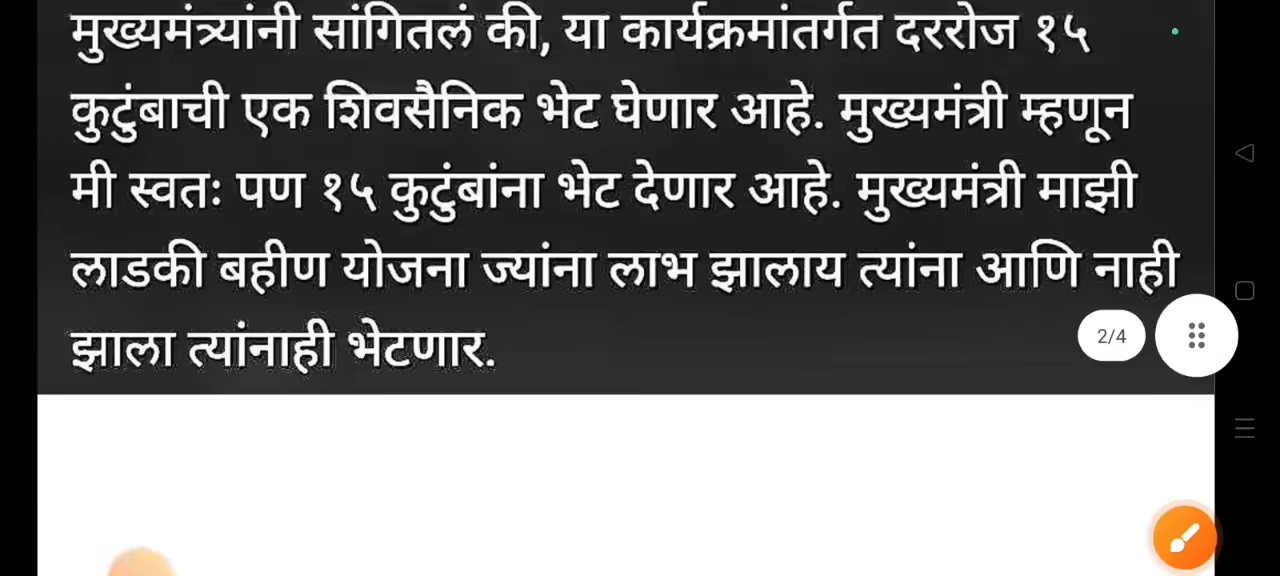 मुख्यमंत्र्यांनी सांगितलं की, या कार्यक्रमांतर्गत दररोज १५
कुटुंबाची एक शिवसैनिक भेट घेणार आहे. मुख्यमंत्री म्हणून
मी स्वतः पण १५ कुटुंबांना भेट देणार आहे. मुख्यमंत्री माझी
लाडकी बहीण योजना ज्यांना लाभ झालाय त्यांना आणि नाही
झाला त्यांनाही भेटणार.
2/4